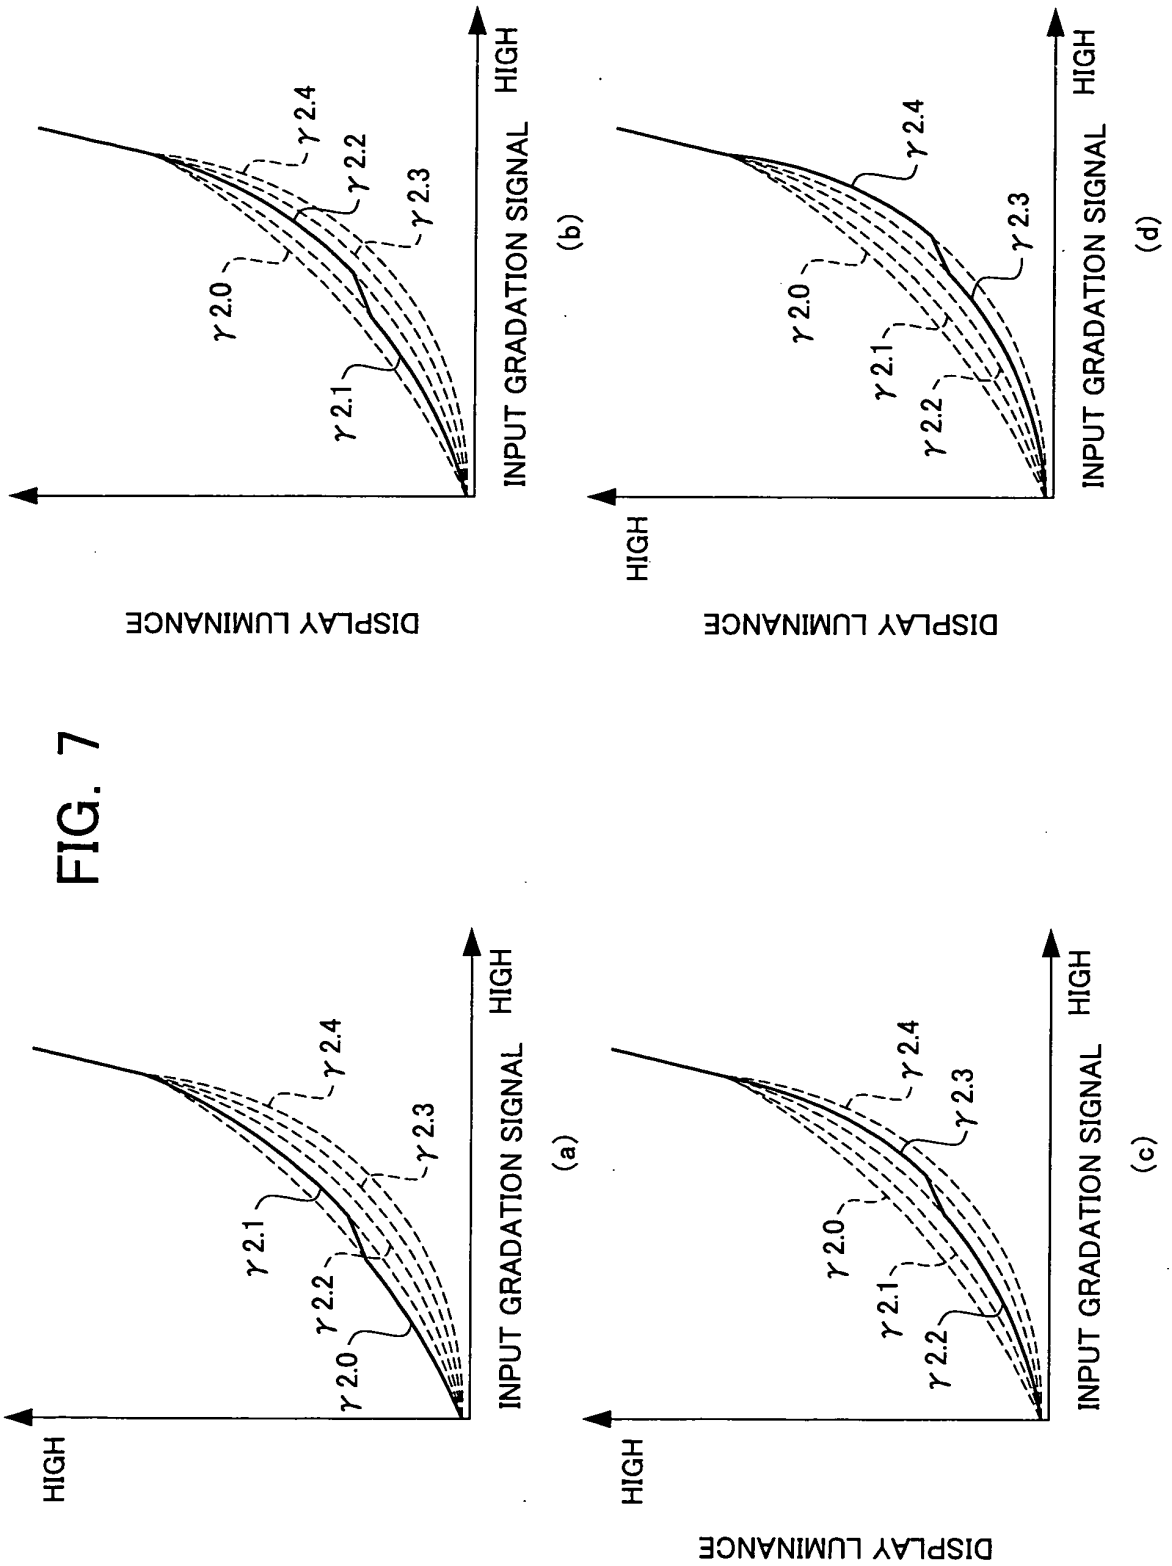 FIG. 7
HIGH
γ 2.0
γ 2.2
γ 2.1
γ 2.3
γ 2.4
HIGH
INPUT GRADATION SIGNAL
(a)
DISPLAY LUMINANCE
γ 2.1
γ 2.0
γ 2.3
γ 2.2
γ 2.4
HIGH
INPUT GRADATION SIGNAL
(b)
HIGH
DISPLAY LUMINANCE
γ 2.2
γ 2.1
γ 2.0
γ 2.3
γ 2.4
HIGH
INPUT GRADATION SIGNAL
(c)
HIGH
DISPLAY LUMINANCE
γ 2.2
γ 2.1
γ 2.0
γ 2.3
γ 2.4
HIGH
INPUT GRADATION SIGNAL
(d)